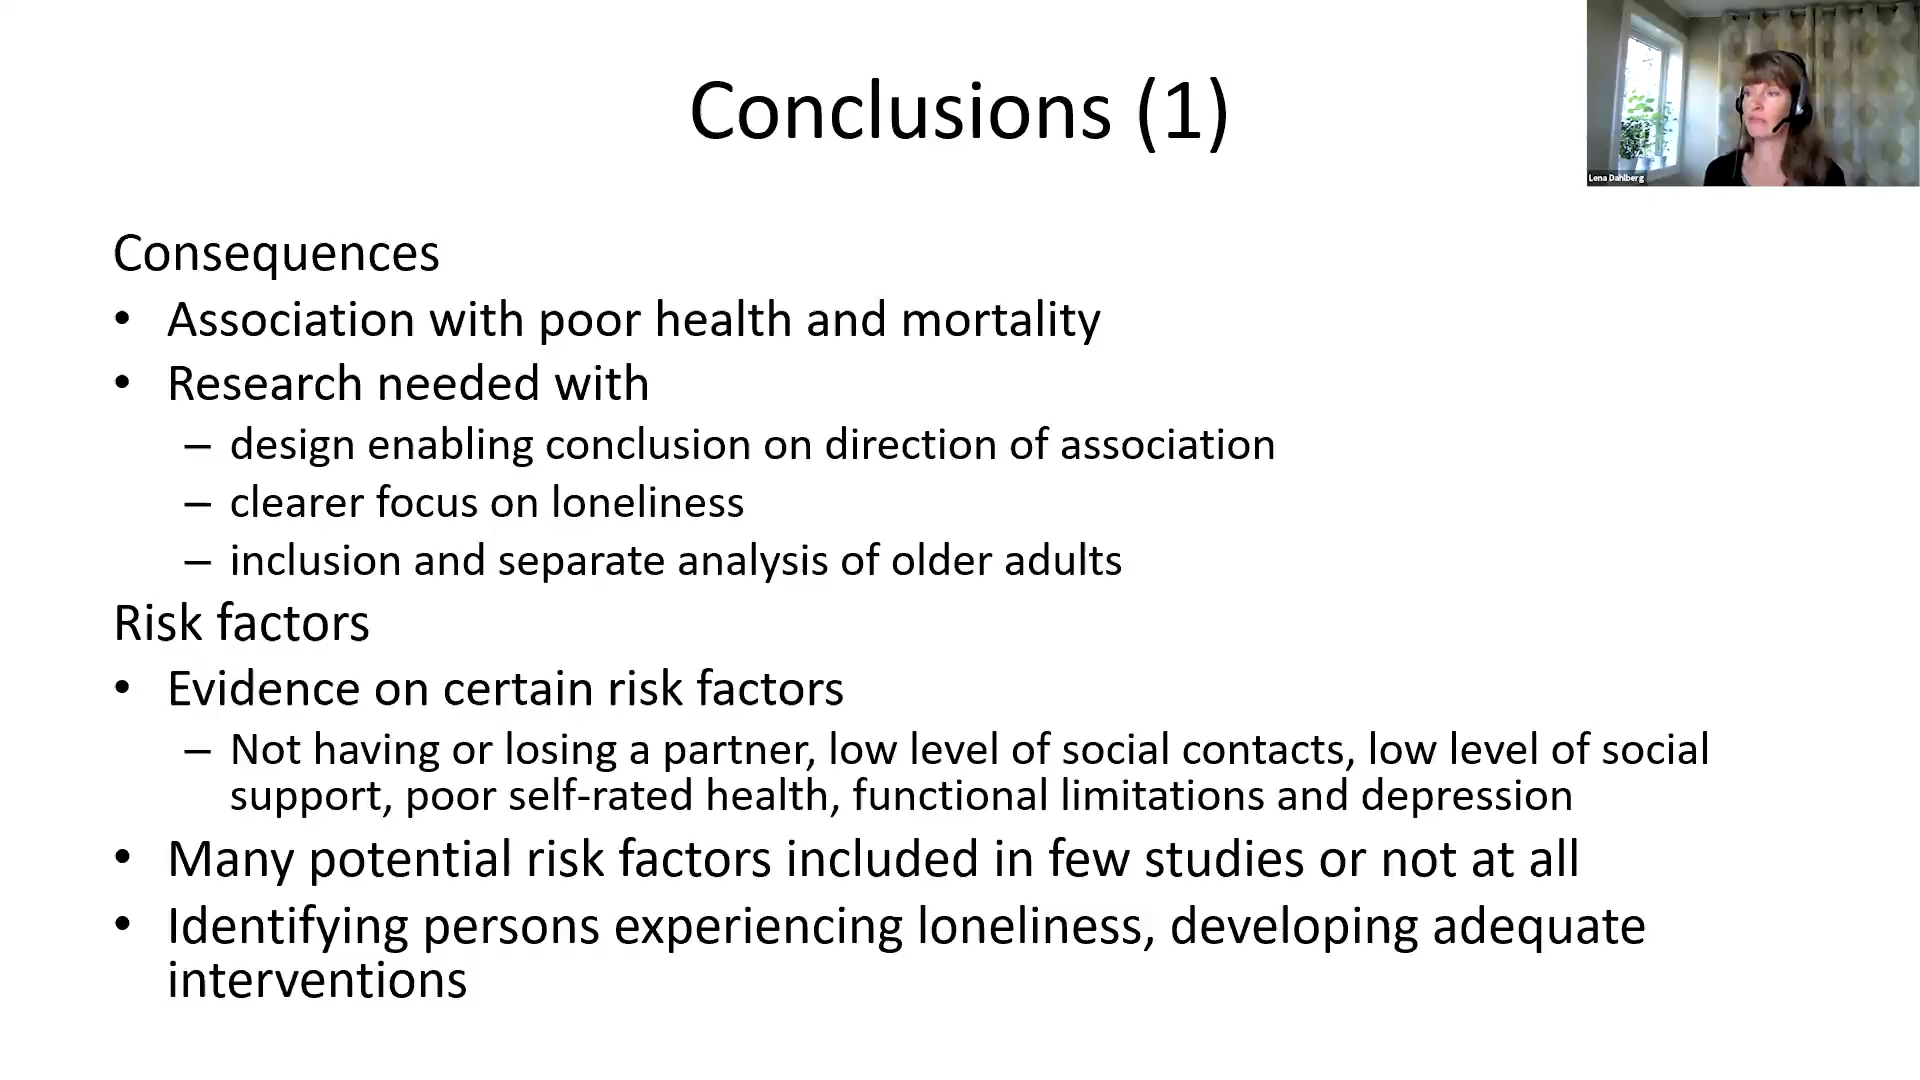 Conclusions (1)
Lena Dahlberg
Consequences
• Association with poor health and mortality
• Research needed with
– design enabling conclusion on direction of association
– clearer focus on loneliness
– inclusion and separate analysis of older adults
Risk factors
• Evidence on certain risk factors
– Not having or losing a partner, low level of social contacts, low level of social
support, poor self-rated health, functional limitations and depression
• Many potential risk factors included in few studies or not at all
• Identifying persons experiencing loneliness, developing adequate
interventions